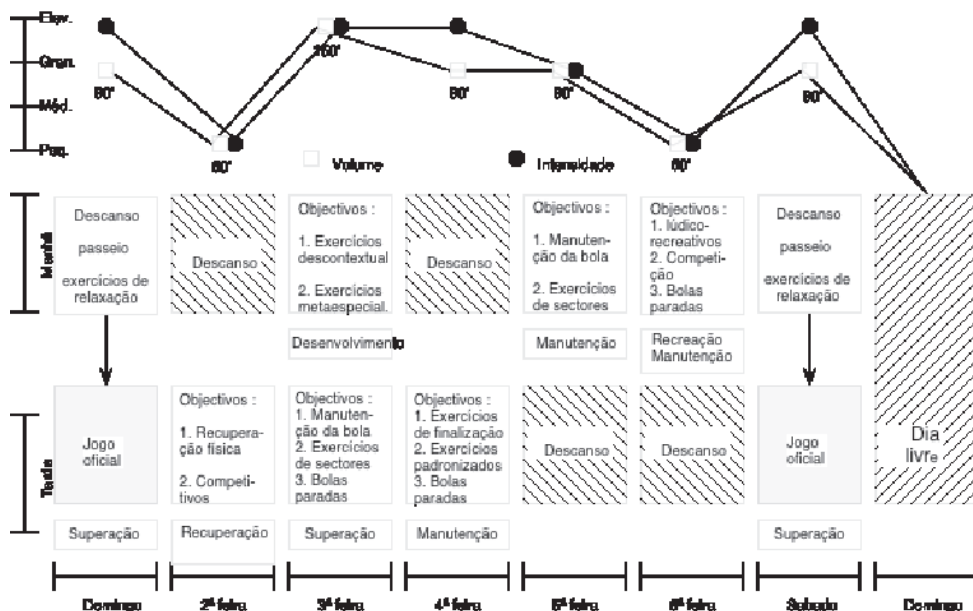 Elev.
Gran.
Méd.
Peq.
90'
60'
250'
90'
90'
60'
90'
Volume
Intensidade
Manhã
Descanso
passeio
exercícios de
relaxação
Descanso
Objectivos :
1. Exercícios
descontextual
2. Exercícios
metaespecial.
Descanso
Objectivos :
1. Manuten-
ção da bola
2. Exercícios
de sectores
Objectivos :
1. lúdico-
recreativos
2. Competi-
ção
3. Bolas
paradas
Descanso
passeio
exercícios de
relaxação
Desenvolvimento
Manutenção
Recreação
Manutenção
Tarde
Jogo
oficial
Objectivos :
1. Recupera-
ção física
2. Competi-
tivos
Objectivos :
1. Manuten-
ção da bola
2. Exercícios
de sectores
3. Bolas
paradas
Objectivos :
1. Exercícios
de finalização
2. Exercícios
padronizados
3. Bolas
paradas
Descanso
Descanso
Jogo
oficial
Dia
livre
Superação
Recuperação
Superação
Manutenção
Superação
Domingo
2ª feira
3ª feira
4ª feira
5ª feira
6ª feira
Sabado
Domingo